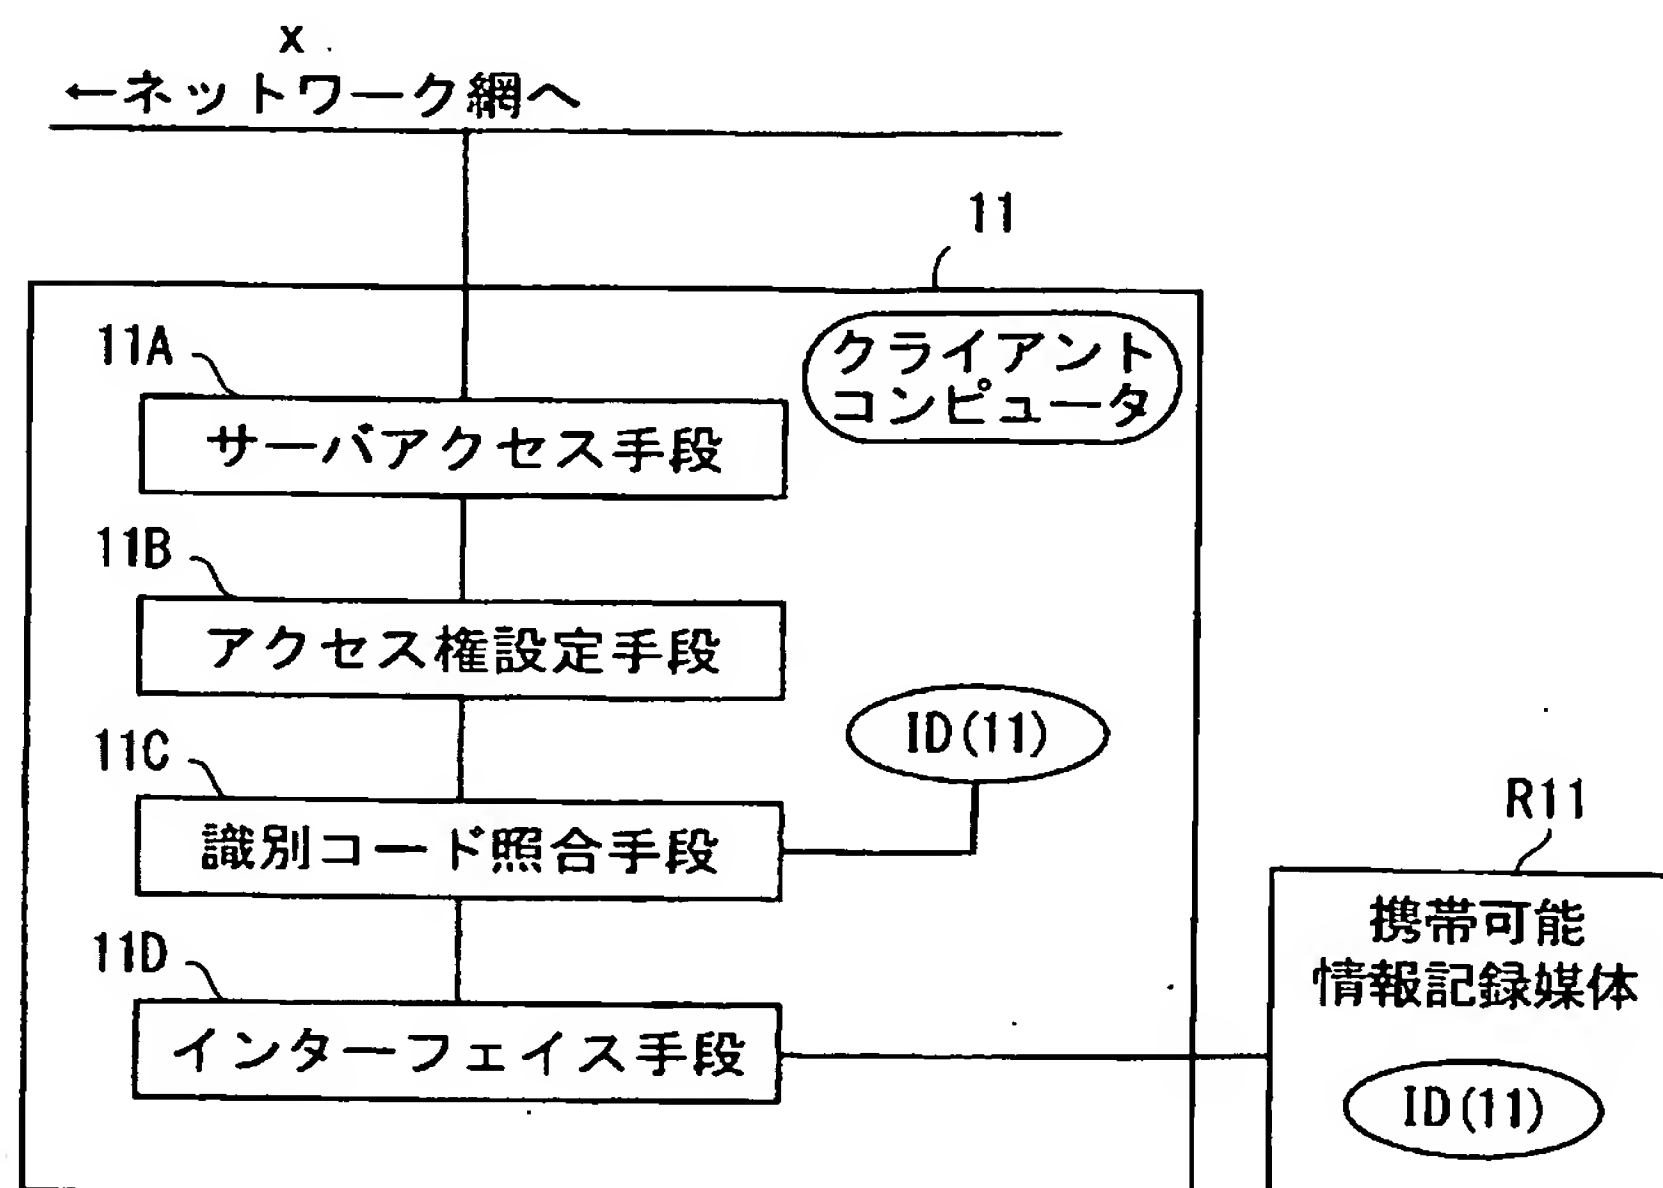 x
←ネットワーク網へ
11
クライアント
コンピュータ
11A
サーバアクセス手段
11B
アクセス権設定手段
ID(11)
11C
識別コード照合手段
R11
携帯可能
情報記録媒体
11D
インターフェイス手段
ID(11)